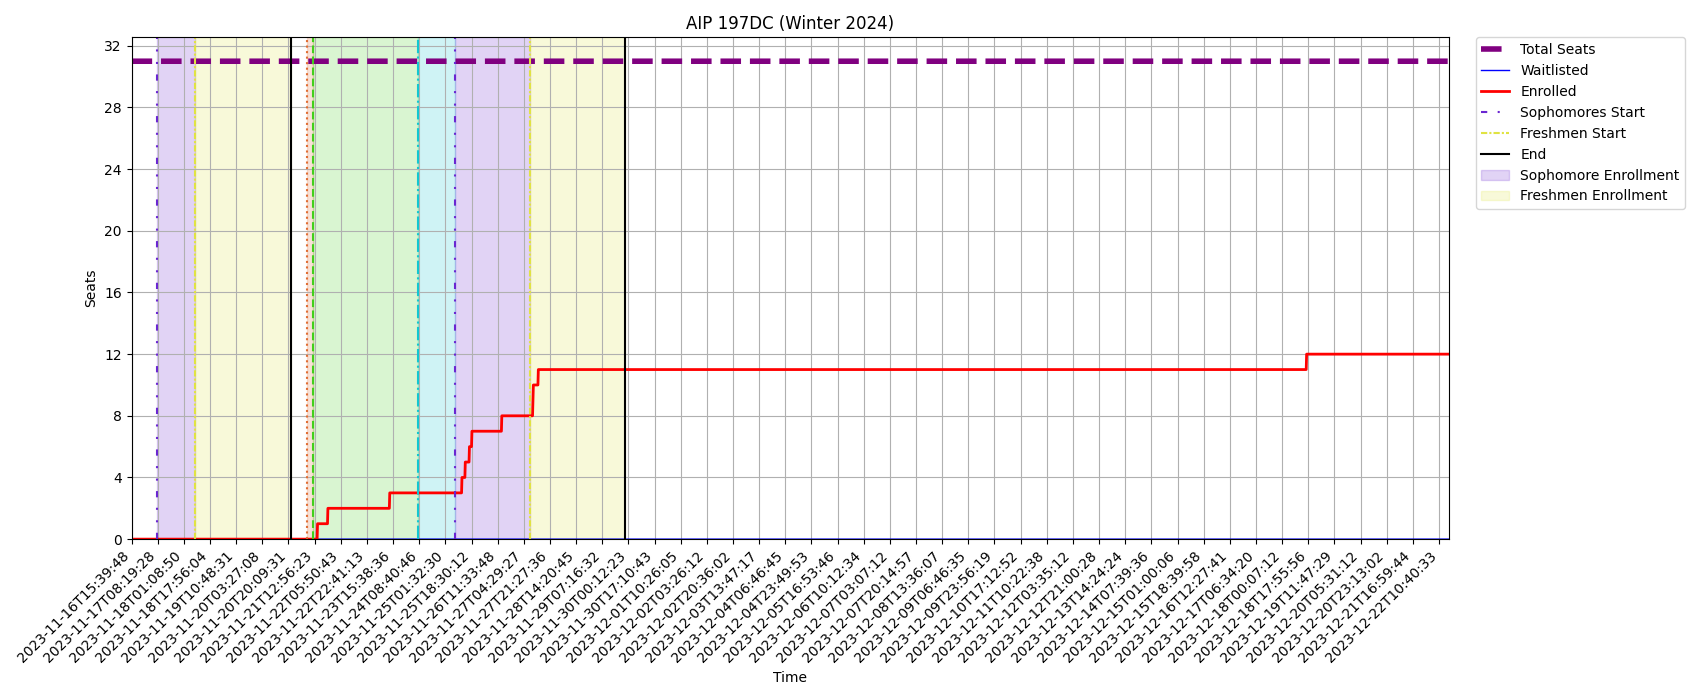 AIP 197DC (Winter 2024)
Total Seats
Waitlisted
Enrolled
Sophomores Start
Freshmen Start
End
Sophomore Enrollment
Freshmen Enrollment
Seats
32
28
24
20
16
12
8
4
0
2023-11-16T15:39:48
2023-11-17T08:19:28
2023-11-18T01:08:50
2023-11-18T17:56:04
2023-11-19T10:48:31
2023-11-20T03:27:08
2023-11-20T20:09:31
2023-11-21T12:56:23
2023-11-22T05:50:43
2023-11-22T22:41:13
2023-11-23T15:38:36
2023-11-24T08:40:46
2023-11-25T01:32:30
2023-11-25T18:30:12
2023-11-26T11:33:48
2023-11-27T04:29:27
2023-11-27T21:27:36
2023-11-28T14:20:45
2023-11-29T07:16:32
2023-11-30T00:12:23
2023-11-30T17:10:43
2023-12-01T10:26:05
2023-12-02T03:26:12
2023-12-02T20:36:02
2023-12-03T13:47:17
2023-12-04T06:46:45
2023-12-04T23:49:53
2023-12-05T16:53:46
2023-12-06T10:12:34
2023-12-07T03:07:12
2023-12-07T20:14:57
2023-12-08T13:36:07
2023-12-09T06:46:35
2023-12-09T23:56:19
2023-12-10T17:12:52
2023-12-11T10:22:38
2023-12-12T03:35:12
2023-12-12T21:00:28
2023-12-13T14:24:24
2023-12-14T07:39:36
2023-12-15T01:00:06
2023-12-15T18:39:58
2023-12-16T12:27:41
2023-12-17T06:34:20
2023-12-18T00:07:12
2023-12-18T17:55:56
2023-12-19T11:47:29
2023-12-20T05:31:12
2023-12-20T23:13:02
2023-12-21T16:59:44
2023-12-22T10:40:33
Time